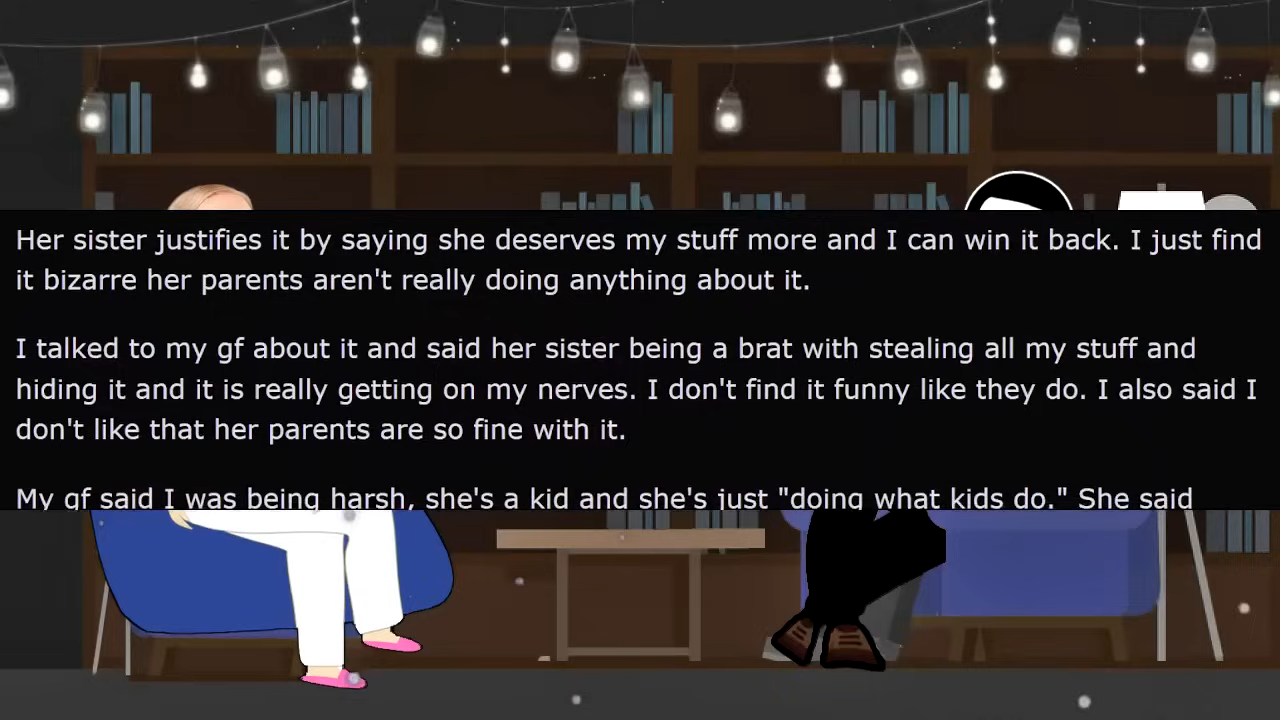 Her sister justifies it by saying she deserves my stuff more and I can win it back. I just find
it bizarre her parents aren't really doing anything about it.
I talked to my gf about it and said her sister being a brat with stealing all my stuff and
hiding it and it is really getting on my nerves. I don't find it funny like they do. I also said I
don't like that her parents are so fine with it.
My gf said I was being harsh, she's a kid and she's just "doing what kids do." She said